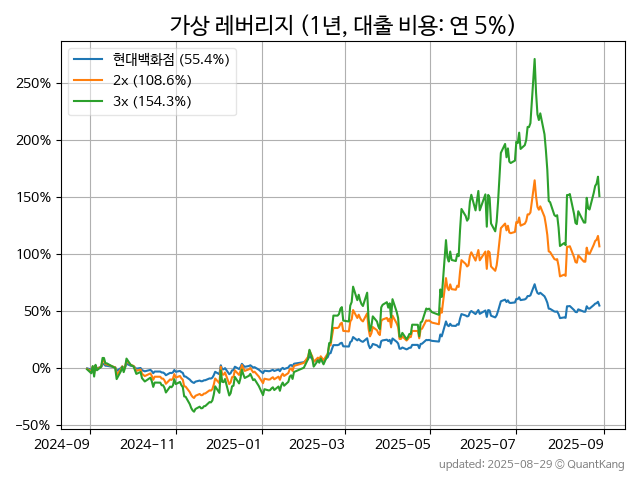 가상 레버리지 (1년, 대출 비용: 연 5%)
현대백화점 (55.4%)
2x (108.6%)
3x (154.3%)
250%
200%
150%
100%
50%
0%
−50%
2024-09 2024-11 2025-01 2025-03 2025-05 2025-07 2025-09
updated: 2025-08-29 © QuantKang